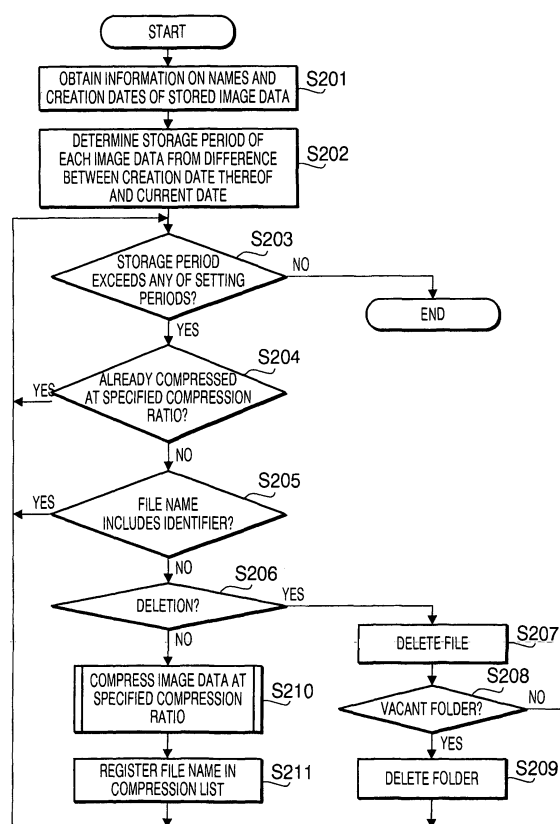 START
OBTAIN INFORMATION ON NAMES AND
CREATION DATES OF STORED IMAGE DATA
S201
DETERMINE STORAGE PERIOD OF
EACH IMAGE DATA FROM DIFFERENCE
BETWEEN CREATION DATE THEREOF
AND CURRENT DATE
S202
S203
STORAGE PERIOD
EXCEEDS ANY OF SETTING
PERIODS?
NO
END
YES
S204
ALREADY COMPRESSED
AT SPECIFIED COMPRESSION
RATIO?
YES
NO
S205
FILE NAME
INCLUDES IDENTIFIER?
YES
NO
S206
DELETION?
YES
NO
S207
DELETE FILE
S208
VACANT FOLDER?
NO
YES
COMPRESS IMAGE DATA AT
SPECIFIED COMPRESSION
RATIO
S210
REGISTER FILE NAME IN
COMPRESSION LIST
S211
DELETE FOLDER
S209